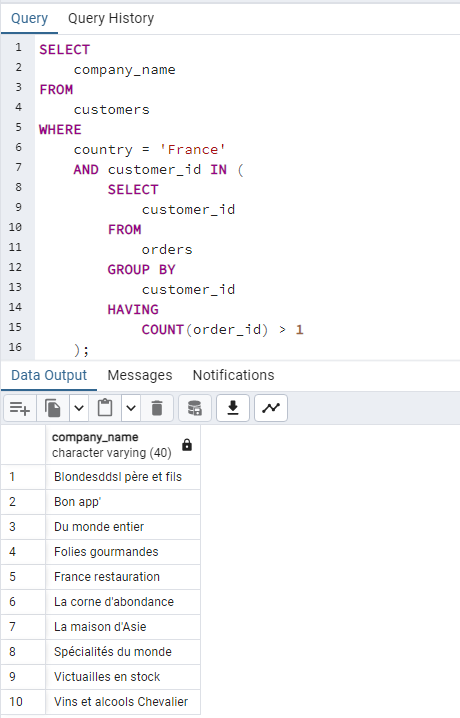 Query Query History
1 SELECT
2 company_name
3 FROM
4 customers
5 WHERE
6 country = 'France'
7 AND customer_id IN (
8 SELECT
9 customer_id
10 FROM
11 orders
12 GROUP BY
13 customer_id
14 HAVING
15 COUNT(order_id) > 1
16 );
Data Output Messages Notifications
company_name
character varying (40)
1 Blondesddsl père et fils
2 Bon app'
3 Du monde entier
4 Folies gourmandes
5 France restauration
6 La corne d'abondance
7 La maison d'Asie
8 Spécialités du monde
9 Victuailles en stock
10 Vins et alcools Chevalier